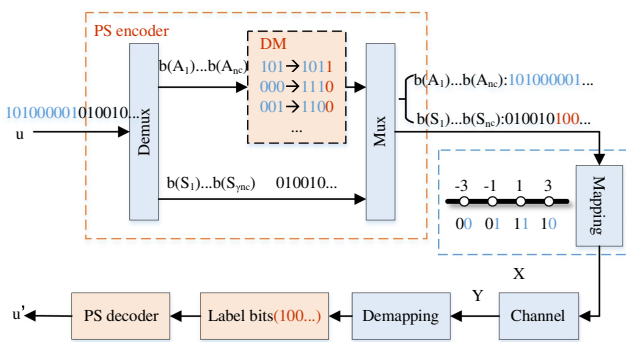 PS encoder
DM
b(A₁)...b(Aₙc)
101→1011
000→1110
001→1100
...
b(A₁)...b(Aₙc):101000001...
101000001010010...
u
Demux
Mux
b(S₁)...b(Sₙc):010010100...
b(S₁)...b(Sᵧₙc) 010010...
-3 -1 1 3
00 01 11 10
Mapping
X
Y
u'
PS decoder
Label bits(100...)
Demapping
Channel